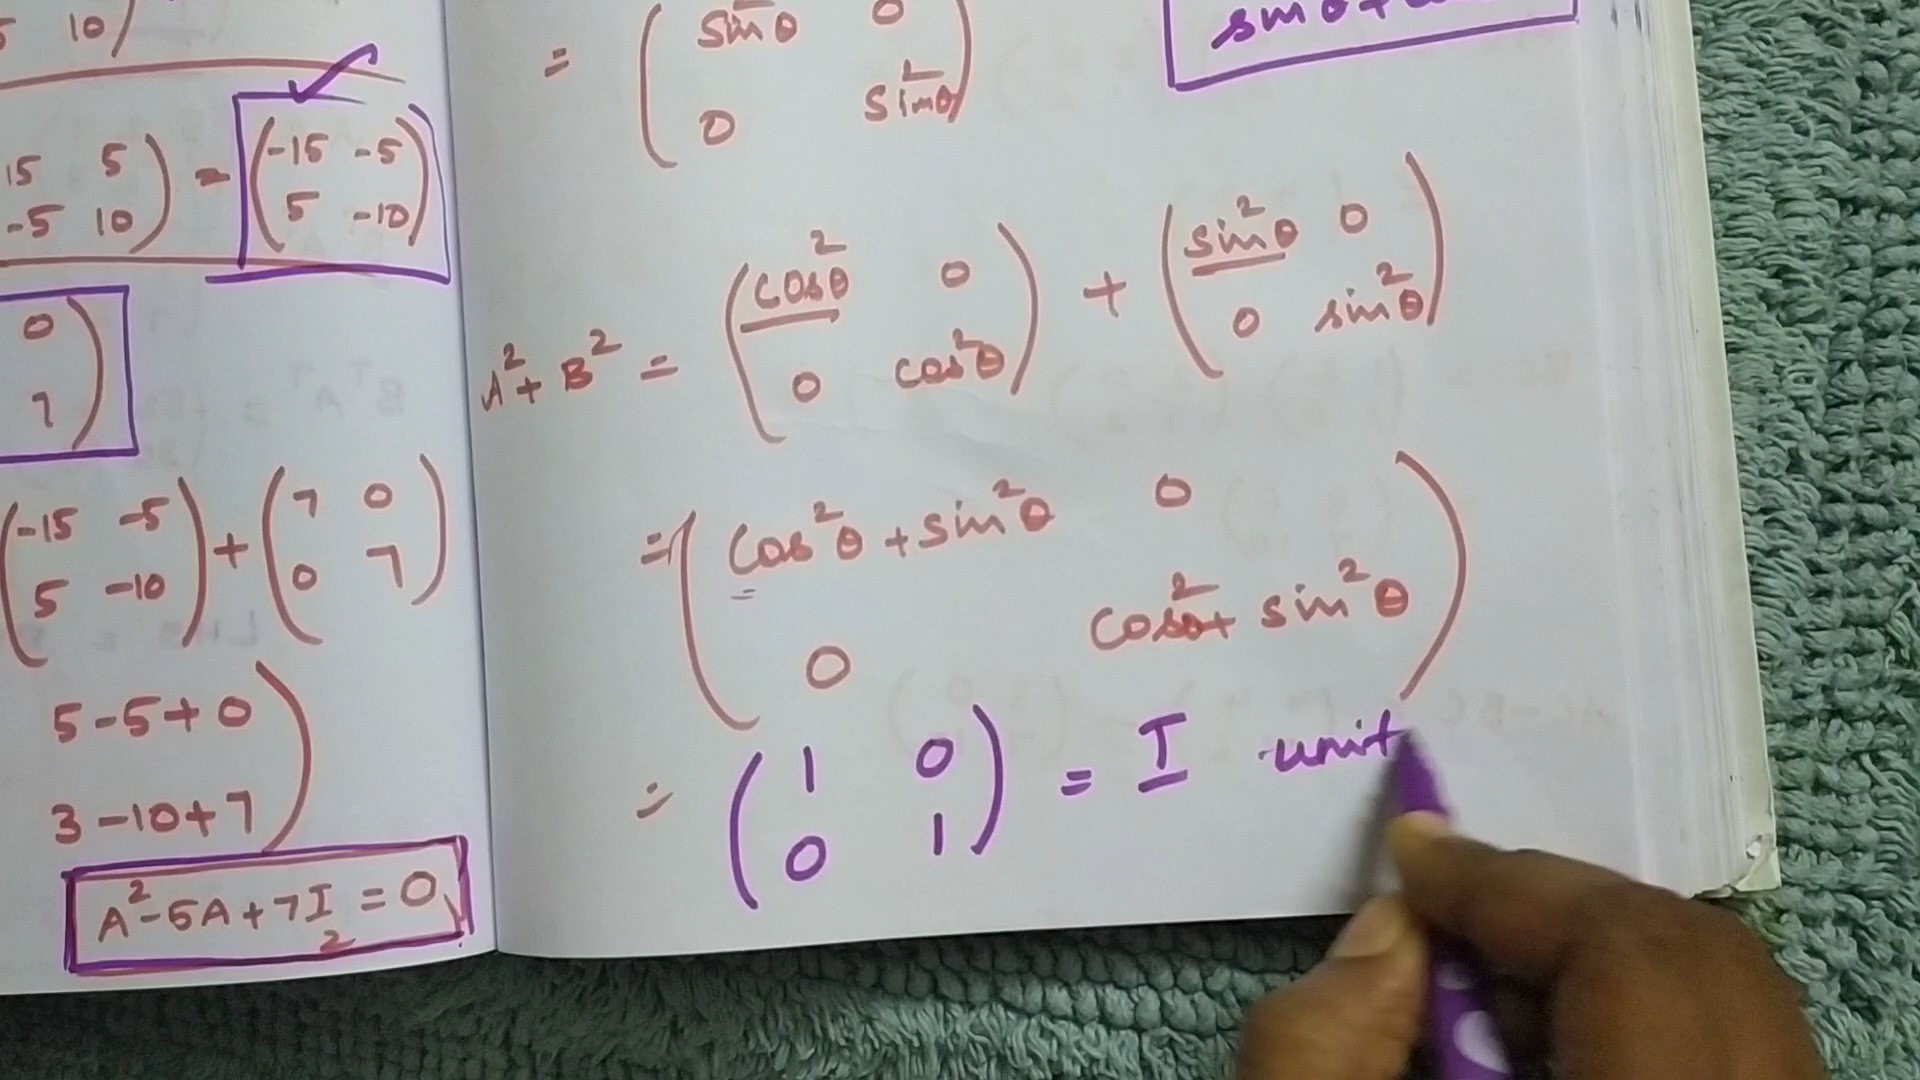 5 10)
15 5
-5 10) - (-15 -5
5 -10)
0
7)
(-15 -5
5 -10) + (7 0
0 7)
5-5+0
3-10+7)
A²-5A+7I₂ = 0
= (sin²θ 0
0 sin²θ)
sinθ+
A²+B² = (cos²θ 0
0 cos²θ) + (sin²θ 0
0 sin²θ)
= (cos²θ+sin²θ 0
0 cos²θ+ sin²θ)
= (1 0
0 1) = I unit